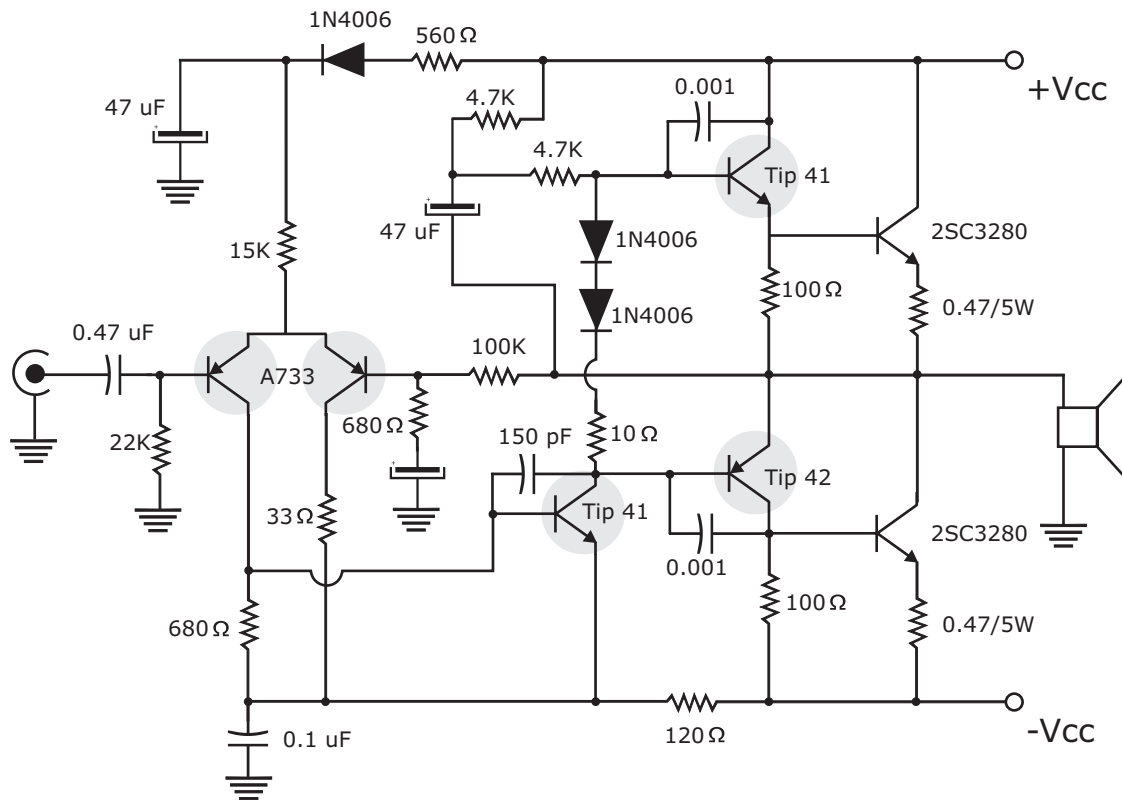 1N4006
560 Ω
+Vcc
47 uF
4.7K
0.001
4.7K
Tip 41
47 uF
1N4006
2SC3280
15K
100 Ω
1N4006
0.47/5W
0.47 uF
A733
100K
680 Ω
10 Ω
22K
150 pF
Tip 42
33 Ω
Tip 41
2SC3280
0.001
100 Ω
680 Ω
0.47/5W
0.1 uF
120 Ω
-Vcc